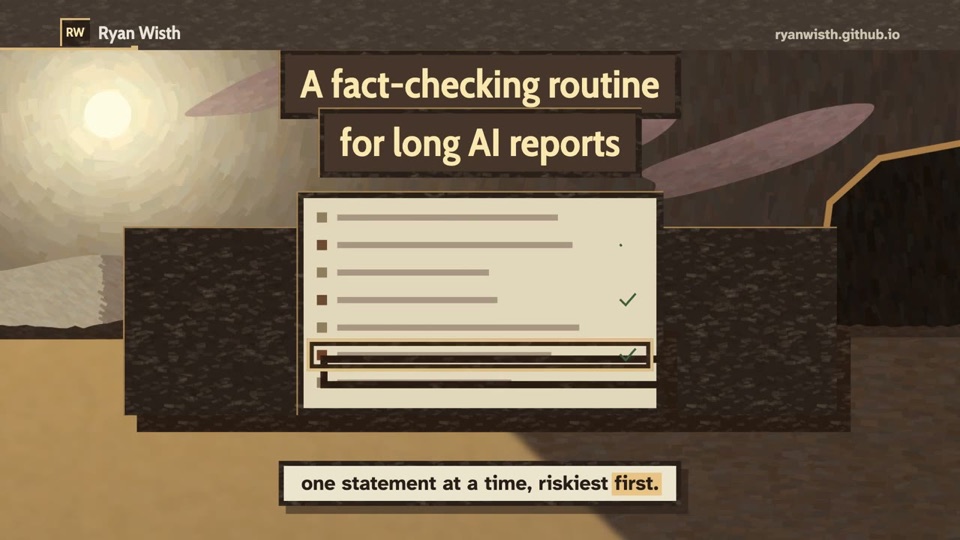 RW Ryan Wisth
ryanwisth.github.io
A fact-checking routine
for long AI reports
one statement at a time, riskiest first.